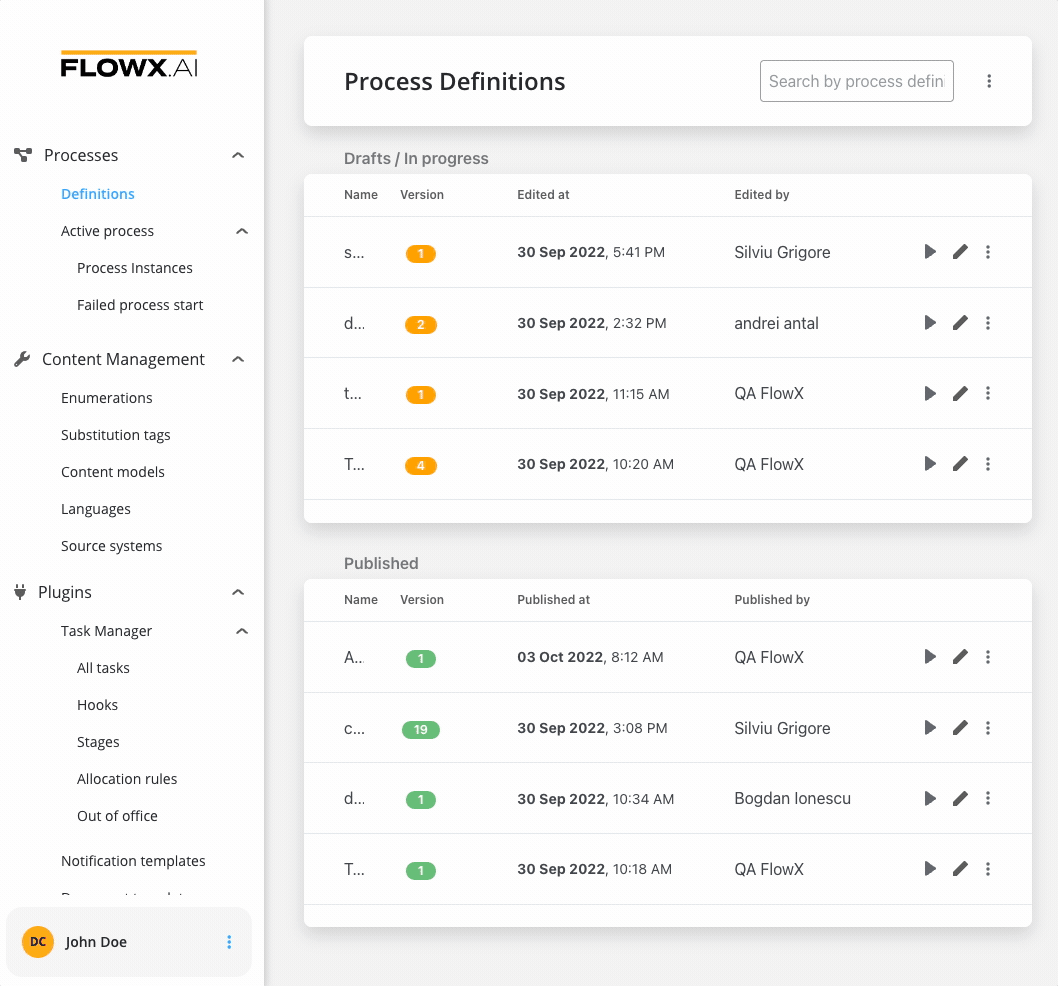 FLOWX.AI
Processes
Definitions
Active process
Process Instances
Failed process start
Content Management
Enumerations
Substitution tags
Content models
Languages
Source systems
Plugins
Task Manager
All tasks
Hooks
Stages
Allocation rules
Out of office
Notification templates
DC John Doe
Process Definitions
Search by process defin
Drafts / In progress
Name Version Edited at Edited by
s... 1 30 Sep 2022, 5:41 PM Silviu Grigore
d... 2 30 Sep 2022, 2:32 PM andrei antal
t... 1 30 Sep 2022, 11:15 AM QA FlowX
T... 4 30 Sep 2022, 10:20 AM QA FlowX
Published
Name Version Published at Published by
A.. 1 03 Oct 2022, 8:12 AM QA FlowX
c... 19 30 Sep 2022, 3:08 PM Silviu Grigore
d... 1 30 Sep 2022, 10:34 AM Bogdan Ionescu
T... 1 30 Sep 2022, 10:18 AM QA FlowX